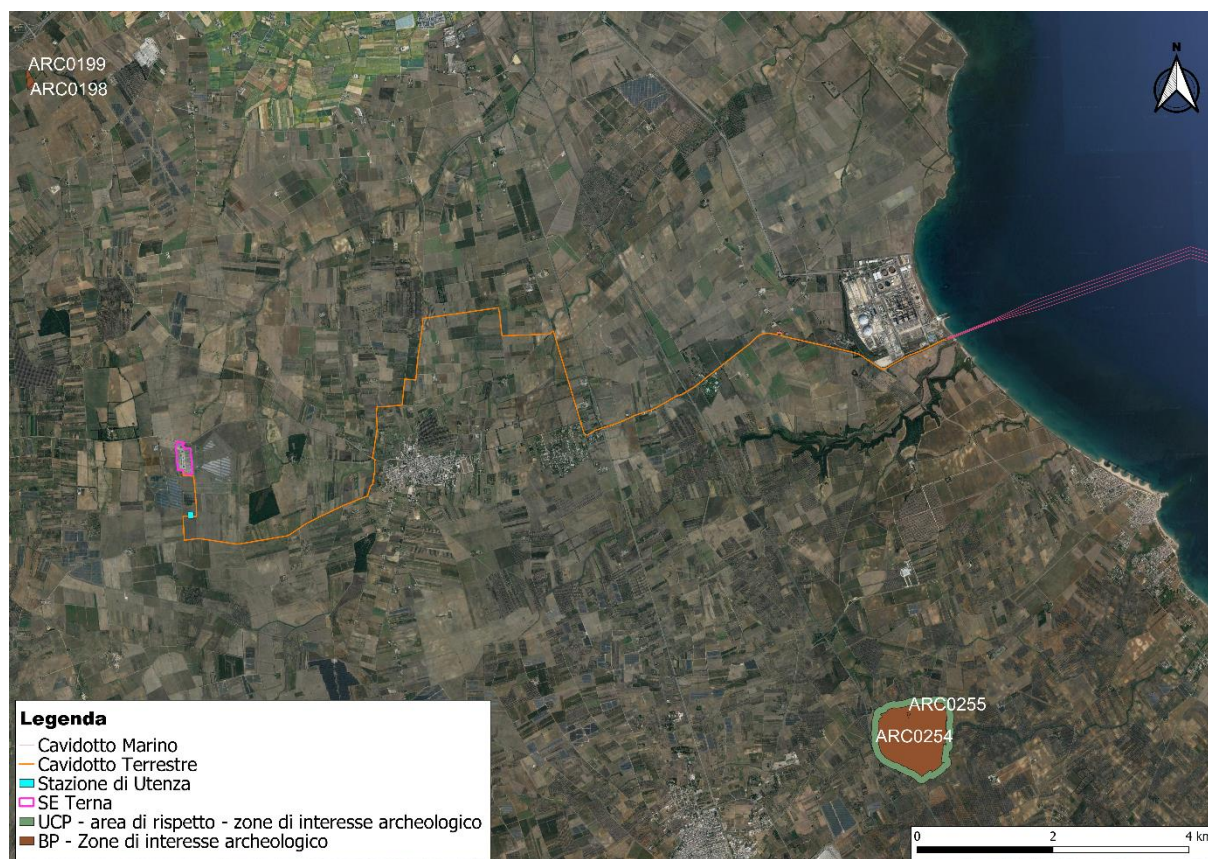 ARC0199
ARC0198
N
ARC0255
ARC0254
Legenda
Cavidotto Marino
Cavidotto Terrestre
Stazione di Utenza
SE Terna
UCP - area di rispetto - zone di interesse archeologico
BP - Zone di interesse archeologico
0 2 4 km